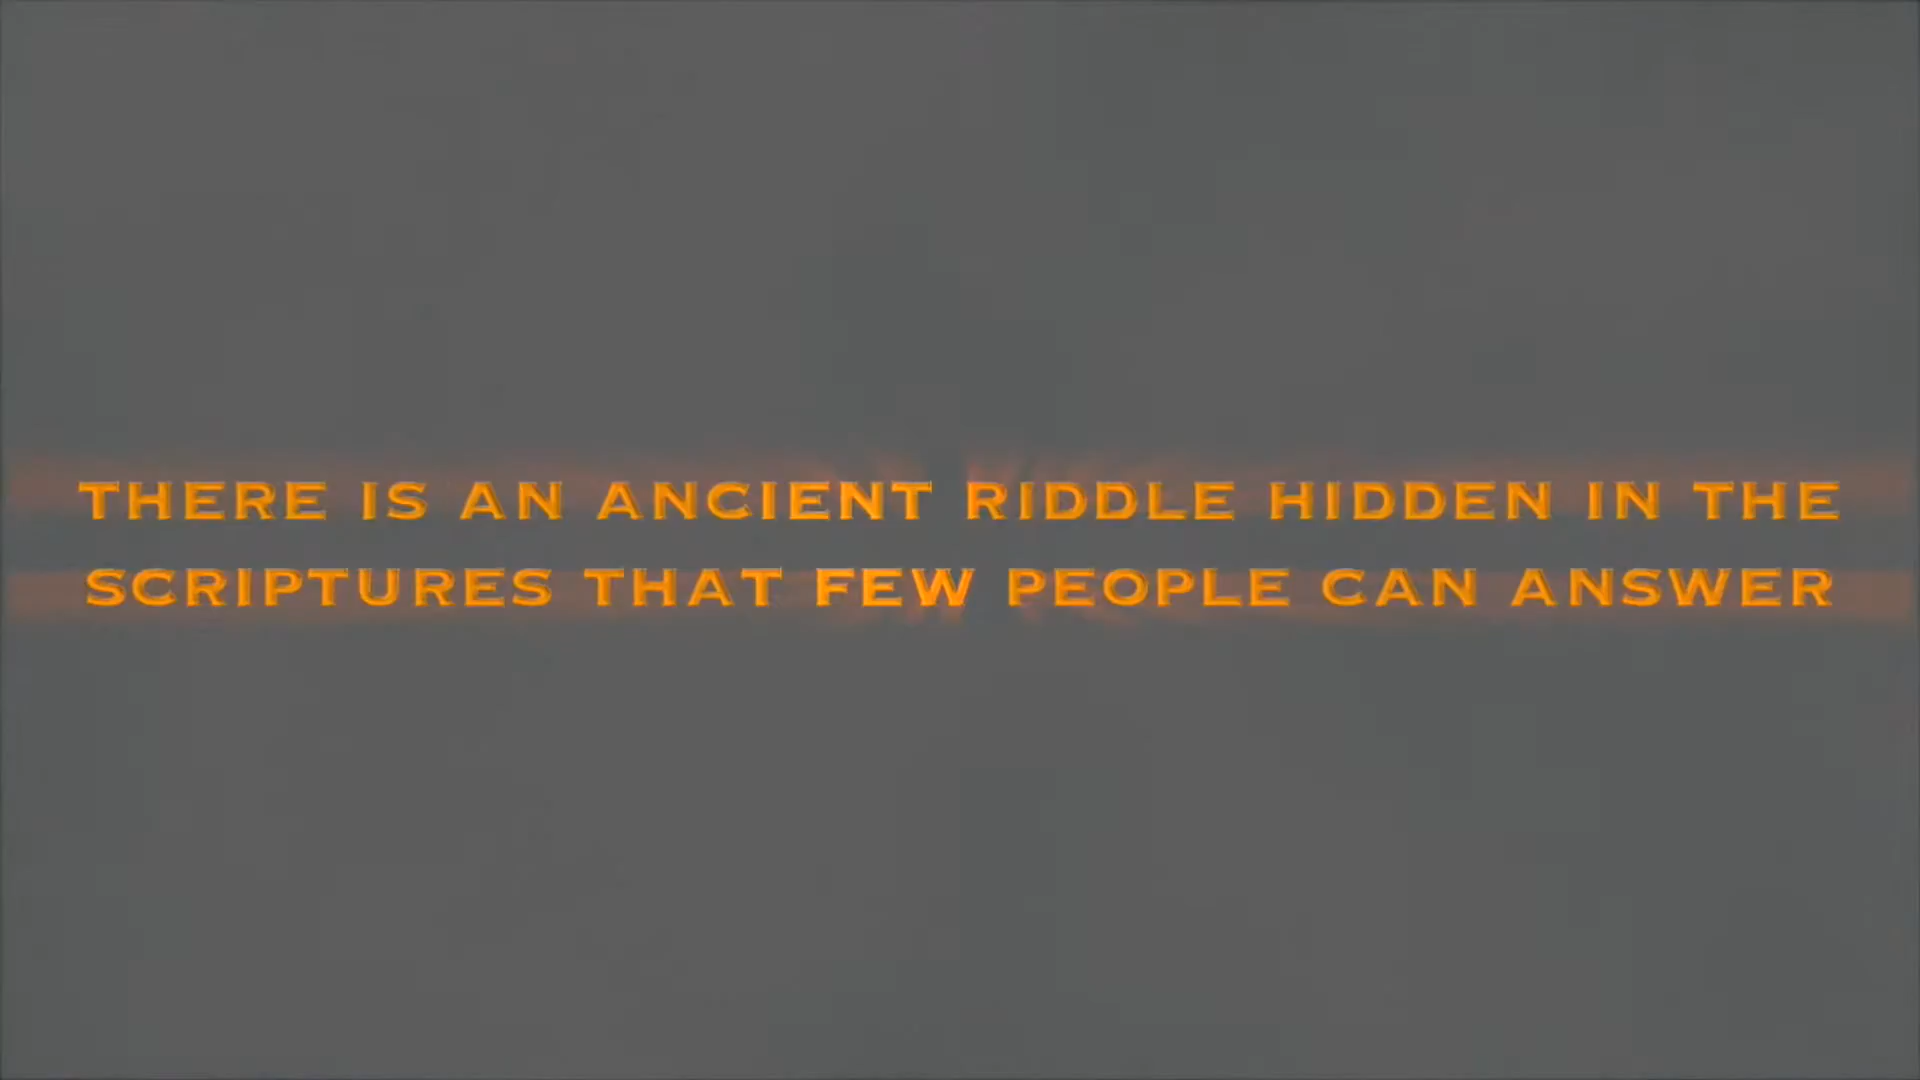 THERE IS AN ANCIENT RIDDLE HIDDEN IN THE
SCRIPTURES THAT FEW PEOPLE CAN ANSWER